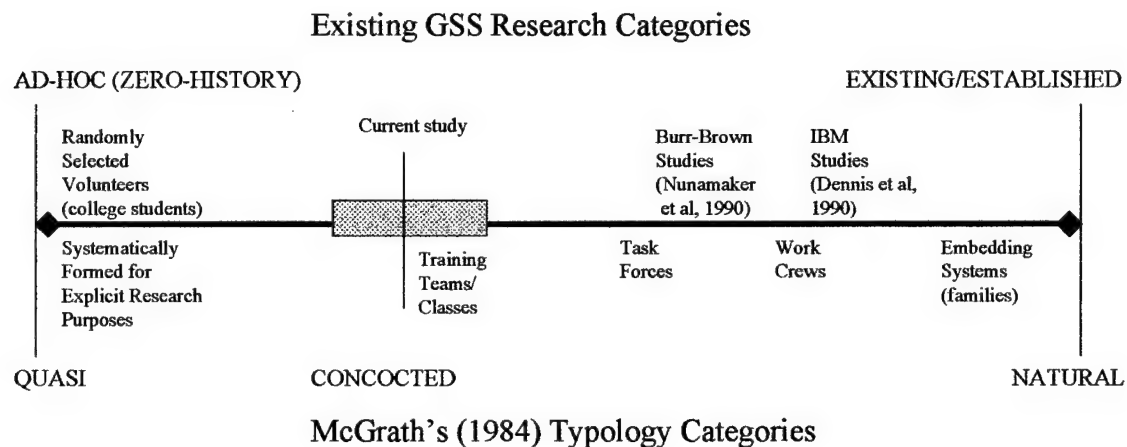 Existing GSS Research Categories
AD-HOC (ZERO-HISTORY)
EXISTING/ESTABLISHED
Randomly
Selected
Volunteers
(college students)
Current study
Burr-Brown
Studies
(Nunamaker
et al, 1990)
IBM
Studies
(Dennis et al,
1990)
Systematically
Formed for
Explicit Research
Purposes
Training
Teams/
Classes
Task
Forces
Work
Crews
Embedding
Systems
(families)
QUASI
CONCOCTED
NATURAL
McGrath's (1984) Typology Categories